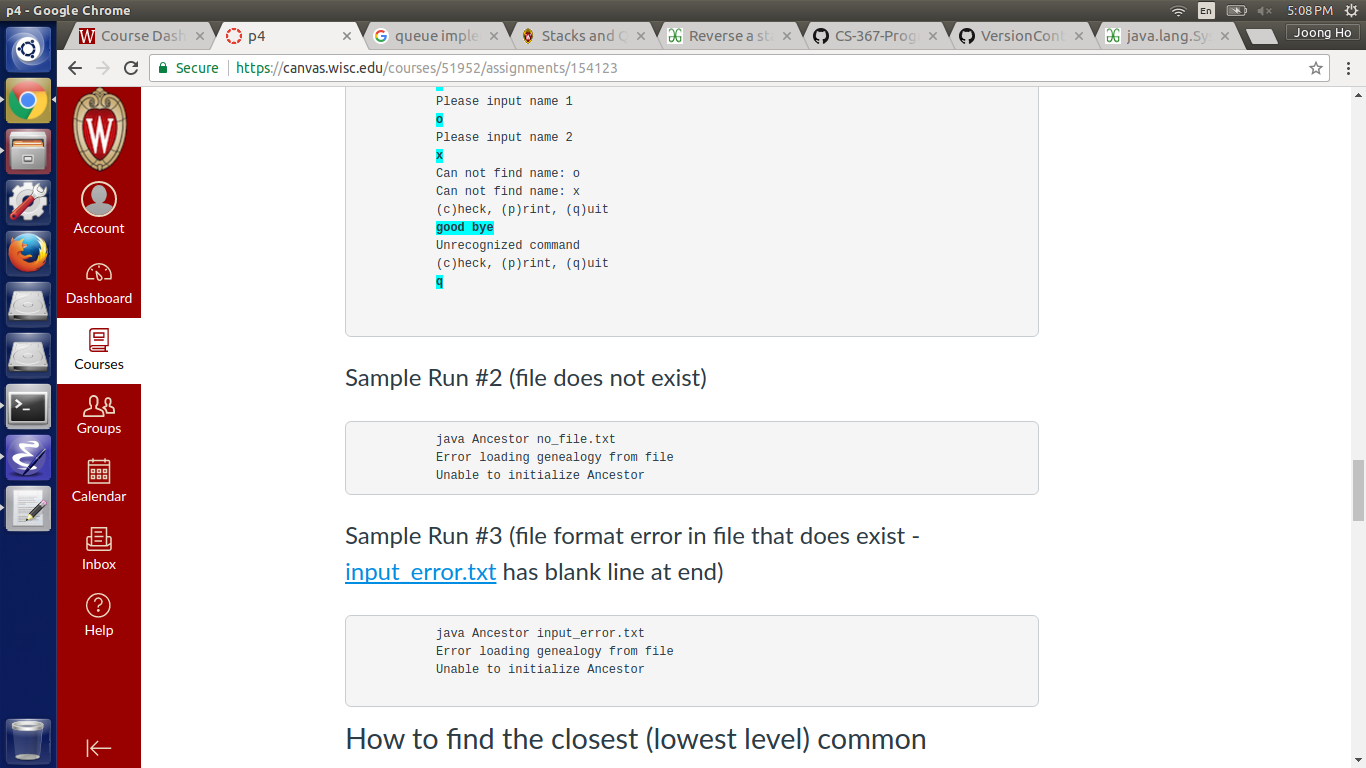 p4 - Google Chrome
En
5:08 PM
Course Dash
p4
queue imple
Stacks and Q
Reverse a sta
CS-367-Prog
VersionCont
java.lang.Sy
Joong Ho
Secure
https://canvas.wisc.edu/courses/51952/assignments/154123
W
Account
Dashboard
Courses
Groups
Calendar
Inbox
Help
Please input name 1
o
Please input name 2
x
Can not find name: o
Can not find name: x
(c)heck, (p)rint, (q)uit
good bye
Unrecognized command
(c)heck, (p)rint, (q)uit
q
Sample Run #2 (file does not exist)
java Ancestor no_file.txt
Error loading genealogy from file
Unable to initialize Ancestor
Sample Run #3 (file format error in file that does exist -
input_error.txt has blank line at end)
java Ancestor input_error.txt
Error loading genealogy from file
Unable to initialize Ancestor
How to find the closest (lowest level) common